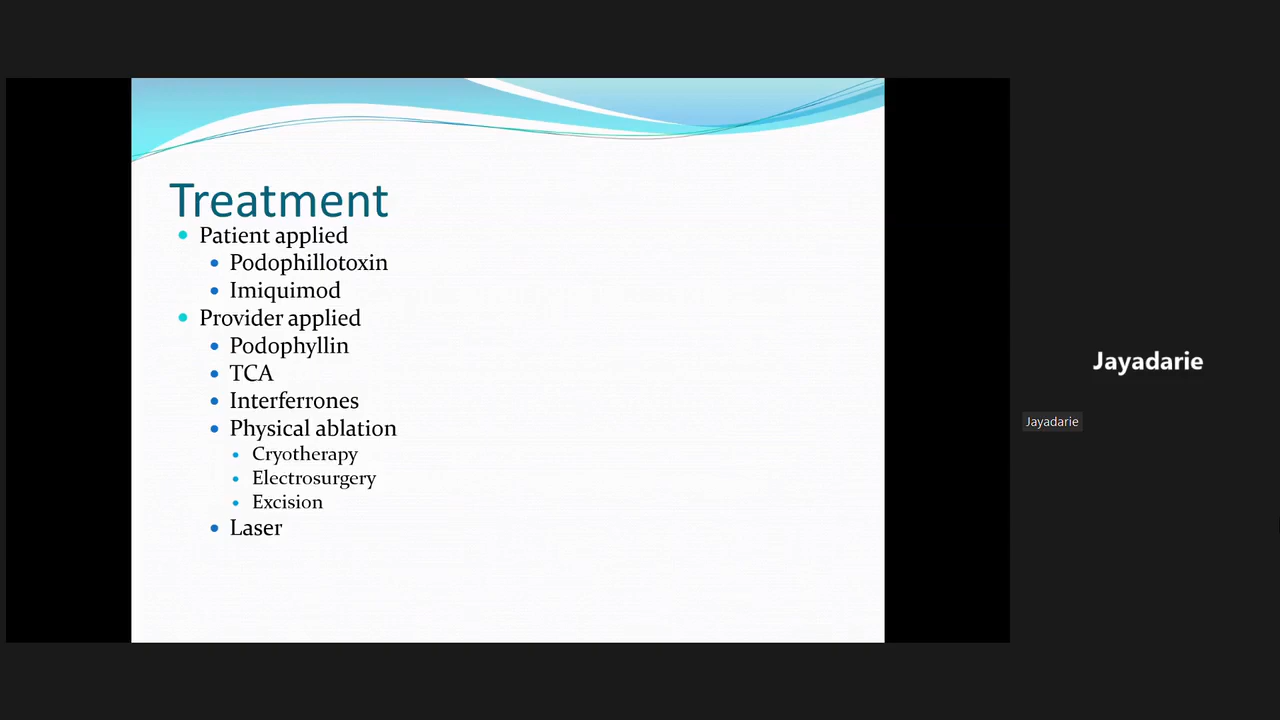 Treatment
Patient applied
Podophillotoxin
Imiquimod
Provider applied
Podophyllin
TCA
Interferrones
Physical ablation
Cryotherapy
Electrosurgery
Excision
Laser
Jayadarie
Jayadarie